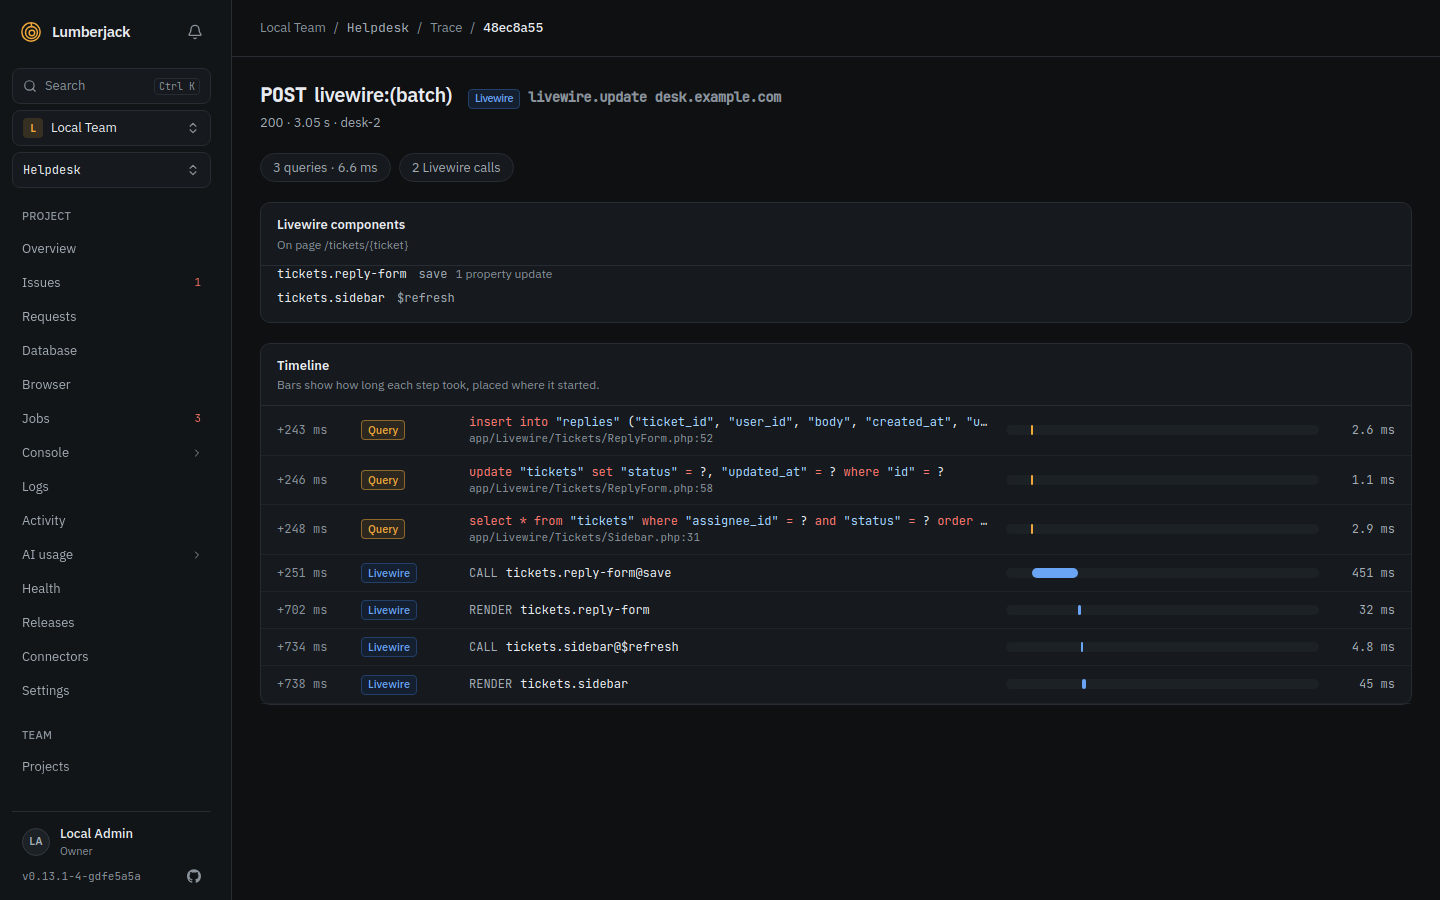 Lumberjack
Search Ctrl K
L Local Team
Helpdesk
PROJECT
Overview
Issues 1
Requests
Database
Browser
Jobs 3
Console
Logs
Activity
AI usage
Health
Releases
Connectors
Settings
TEAM
Projects
LA Local Admin
Owner
v0.13.1-4-gdfe5a5a
Local Team / Helpdesk / Trace / 48ec8a55
POST livewire:(batch) Livewire livewire.update desk.example.com
200 · 3.05 s · desk-2
3 queries · 6.6 ms 2 Livewire calls
Livewire components
On page /tickets/{ticket}
tickets.reply-form save 1 property update
tickets.sidebar $refresh
Timeline
Bars show how long each step took, placed where it started.
+243 ms Query insert into "replies" ("ticket_id", "user_id", "body", "created_at", "u… 2.6 ms
app/Livewire/Tickets/ReplyForm.php:52
+246 ms Query update "tickets" set "status" = ?, "updated_at" = ? where "id" = ? 1.1 ms
app/Livewire/Tickets/ReplyForm.php:58
+248 ms Query select * from "tickets" where "assignee_id" = ? and "status" = ? order … 2.9 ms
app/Livewire/Tickets/Sidebar.php:31
+251 ms Livewire CALL tickets.reply-form@save 451 ms
+702 ms Livewire RENDER tickets.reply-form 32 ms
+734 ms Livewire CALL tickets.sidebar@$refresh 4.8 ms
+738 ms Livewire RENDER tickets.sidebar 45 ms